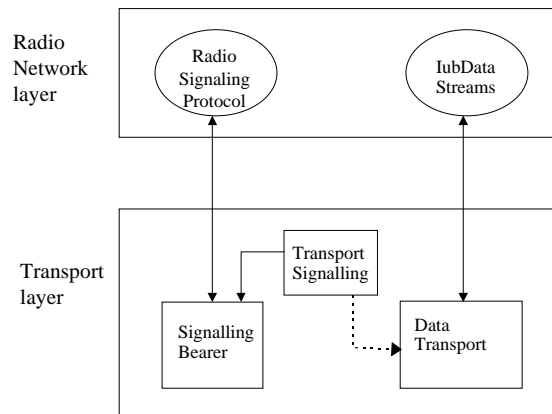 Radio
Network
layer
Radio
Signaling
Protocol
IubData
Streams
Transport
layer
Transport
Signalling
Signalling
Bearer
Data
Transport